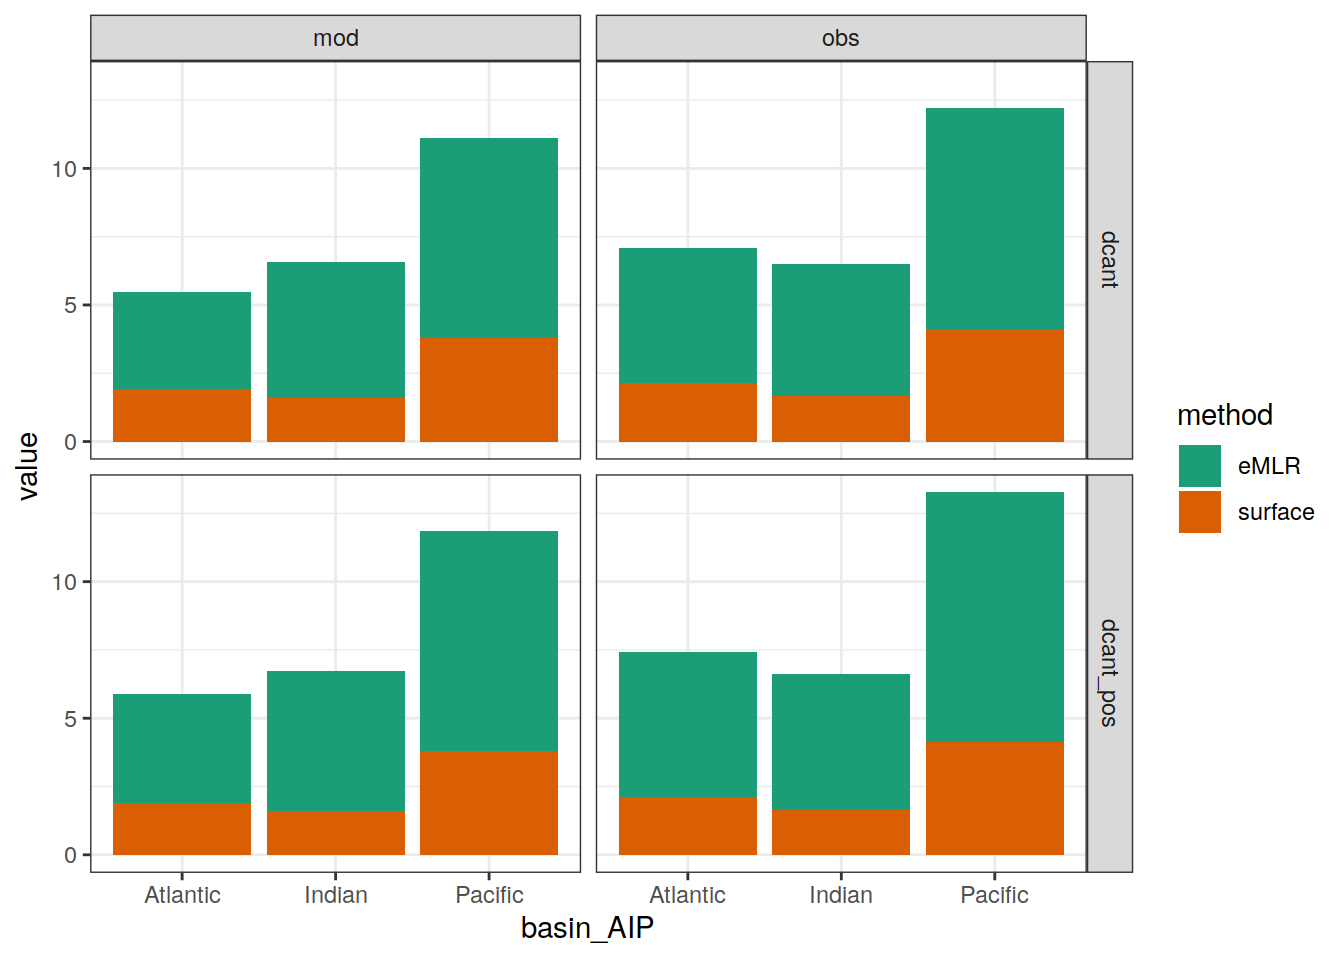 mod
obs
dcant
10
5
0
value
dcant_pos
10
5
0
Atlantic
Indian
Pacific
Atlantic
Indian
Pacific
basin_AIP
method
eMLR
surface